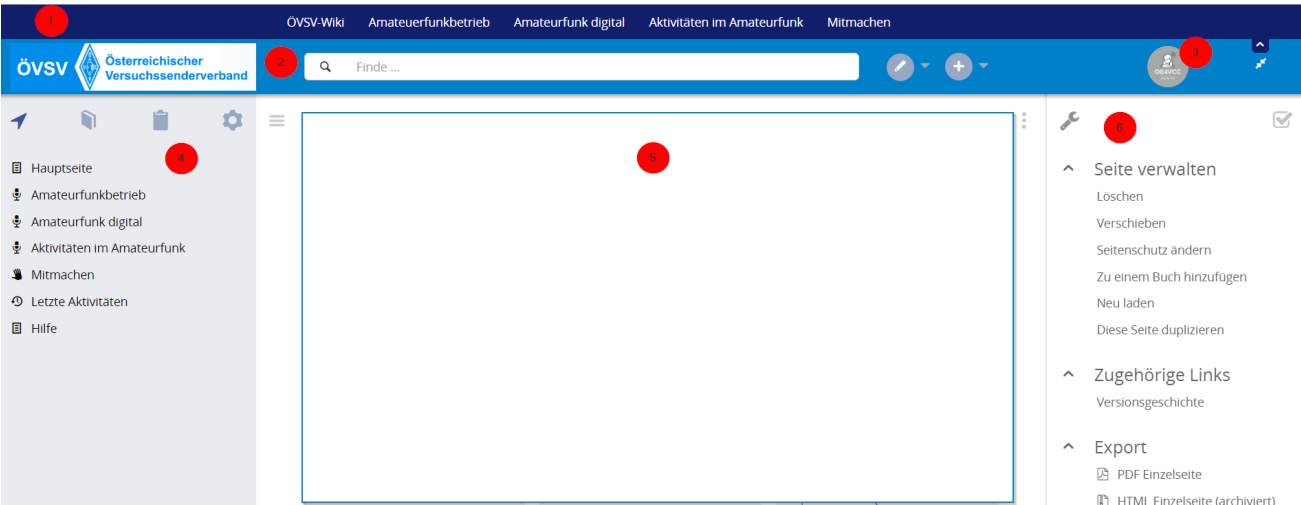 1
ÖVSV-Wiki Amateuerfunkbetrieb Amateurfunk digital Aktivitäten im Amateurfunk Mitmachen
ÖVSV
Österreichischer
Versuchssenderverband
2
Finde ...
OE4VCC
3
4
Hauptseite
Amateurfunkbetrieb
Amateurfunk digital
Aktivitäten im Amateurfunk
Mitmachen
Letzte Aktivitäten
Hilfe
5
6
Seite verwalten
Löschen
Verschieben
Seitenschutz ändern
Zu einem Buch hinzufügen
Neu laden
Diese Seite duplizieren
Zugehörige Links
Versionsgeschichte
Export
PDF Einzelseite
HTML Einzelseite (archiviert)